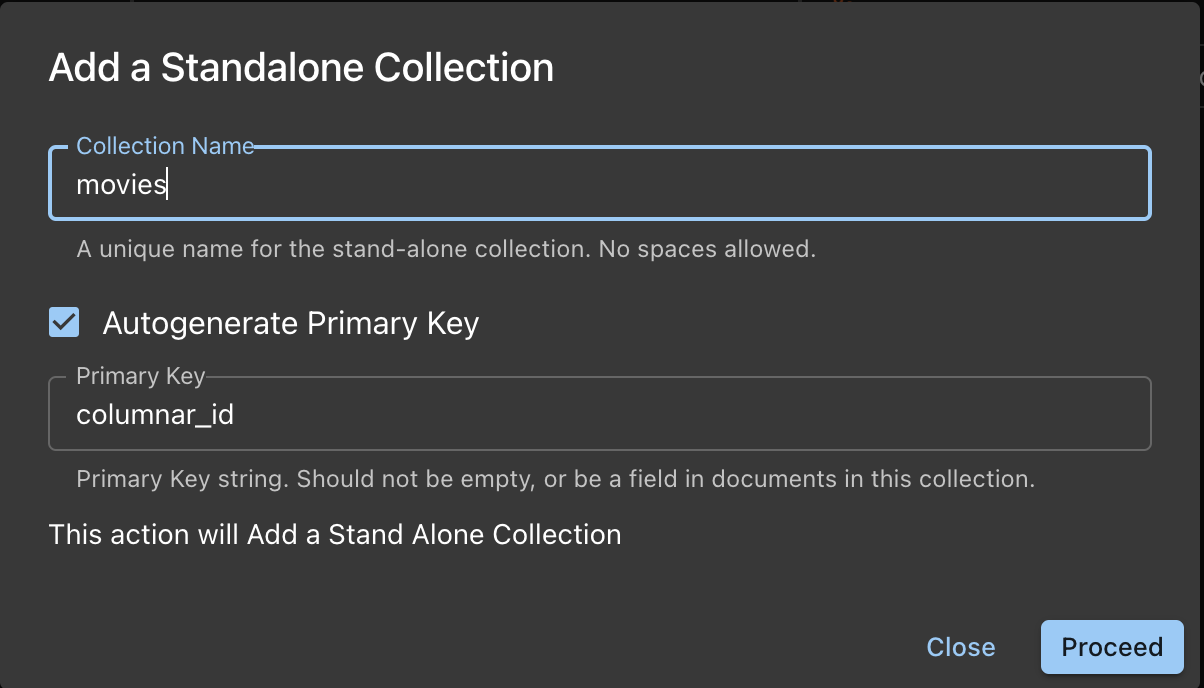 Add a Standalone Collection
Collection Name
movies
A unique name for the stand-alone collection. No spaces allowed.
Autogenerate Primary Key
Primary Key
columnar_id
Primary Key string. Should not be empty, or be a field in documents in this collection.
This action will Add a Stand Alone Collection
Close
Proceed